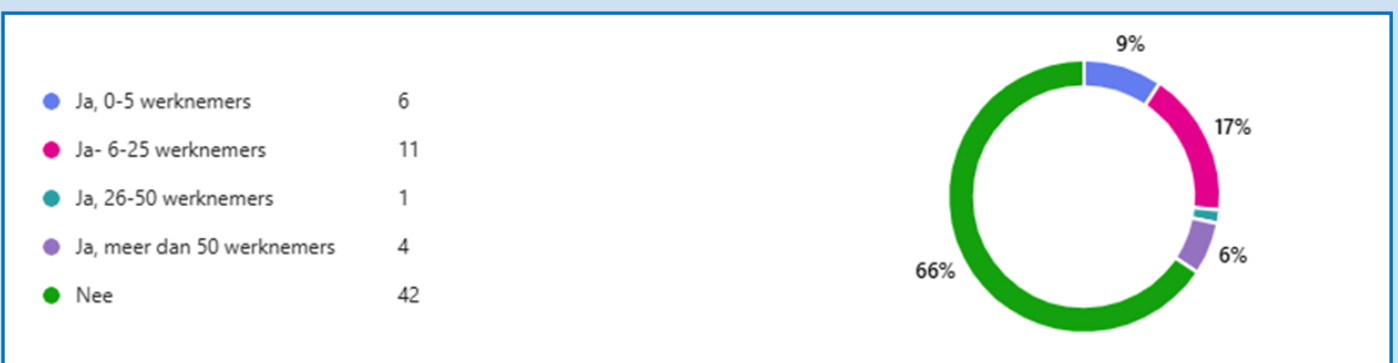 Ja, 0-5 werknemers 6
Ja- 6-25 werknemers 11
Ja, 26-50 werknemers 1
Ja, meer dan 50 werknemers 4
Nee 42
9%
17%
6%
66%